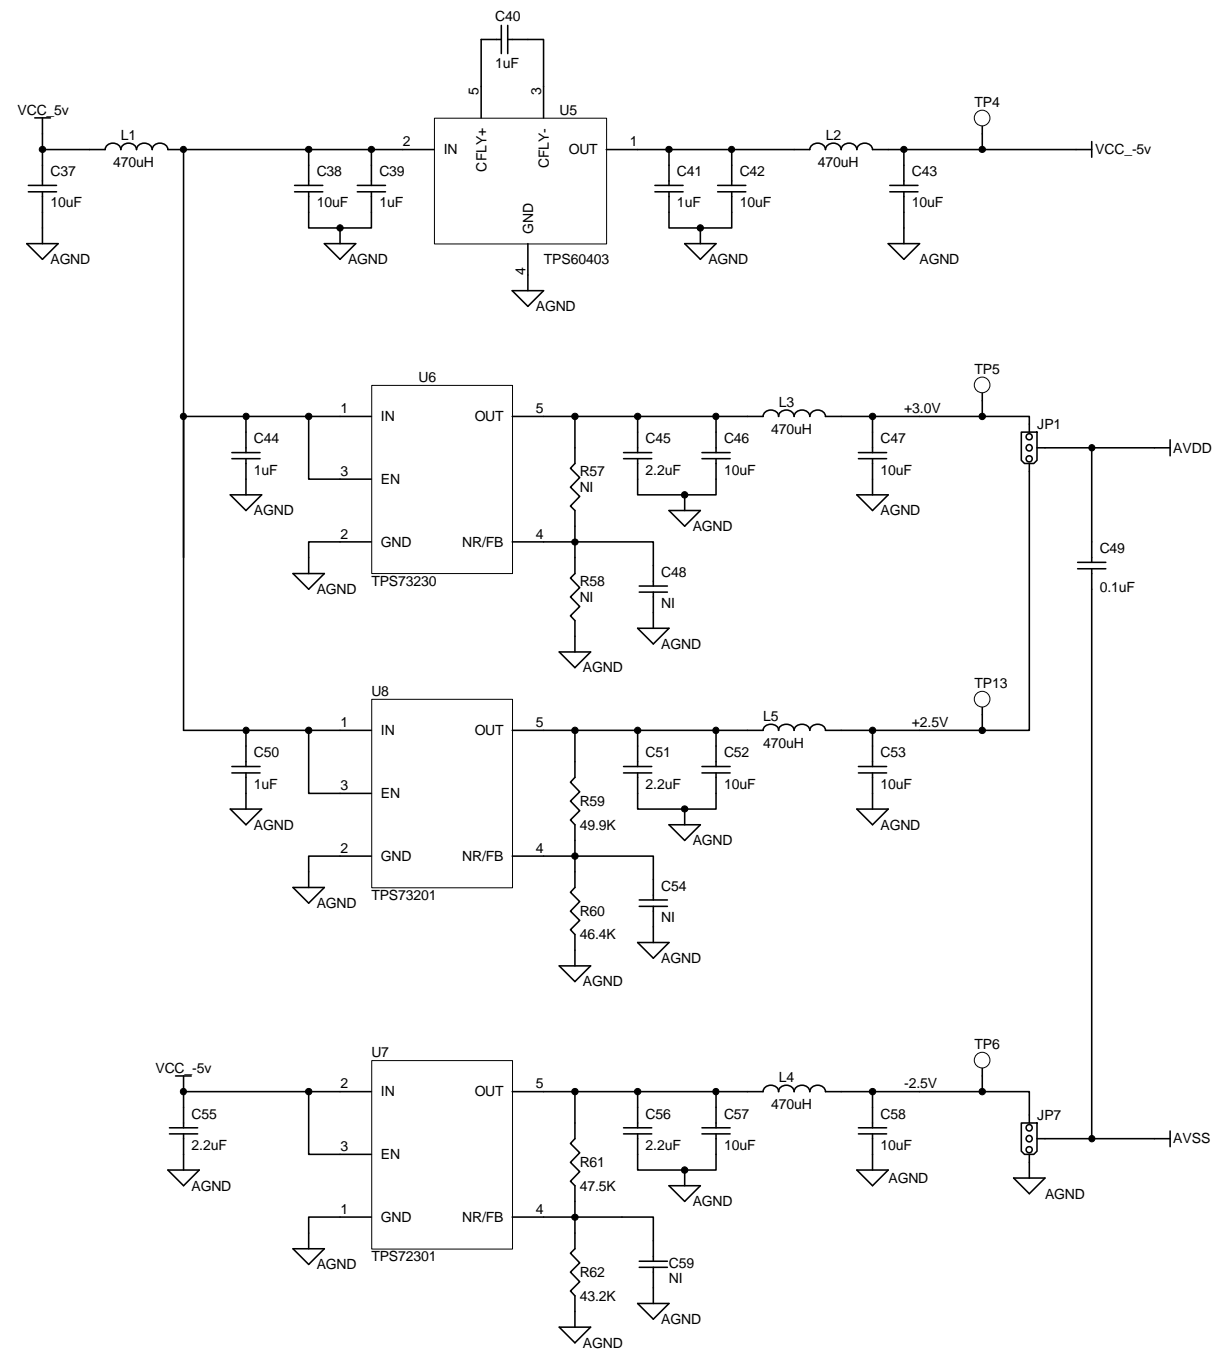 C40
1uF
5
3
U5
TP4
VCC_5v
L1
470uH
2
IN
CFLY+
CFLY-
OUT
1
L2
470uH
VCC_-5v
C37
10uF
C38
10uF
C39
1uF
C41
1uF
C42
10uF
C43
10uF
GND
AGND
AGND
4
TPS60403
AGND
AGND
AGND
U6
TP5
1
IN
OUT
5
L3
470uH
+3.0V
JP1
C44
1uF
3
EN
R57
NI
C45
2.2uF
C46
10uF
C47
10uF
AVDD
AGND
AGND
AGND
2
GND
NR/FB
4
AGND
TPS73230
R58
NI
C48
NI
C49
0.1uF
AGND
AGND
U8
TP13
1
IN
OUT
5
L5
470uH
+2.5V
C50
1uF
3
EN
R59
49.9K
C51
2.2uF
C52
10uF
C53
10uF
AGND
AGND
AGND
2
GND
NR/FB
4
AGND
TPS73201
R60
46.4K
C54
NI
AGND
AGND
U7
TP6
VCC_-5v
2
IN
OUT
5
L4
470uH
-2.5V
JP7
C55
2.2uF
3
EN
R61
47.5K
C56
2.2uF
C57
10uF
C58
10uF
AVSS
AGND
AGND
AGND
AGND
1
GND
NR/FB
4
AGND
TPS72301
R62
43.2K
C59
NI
AGND
AGND